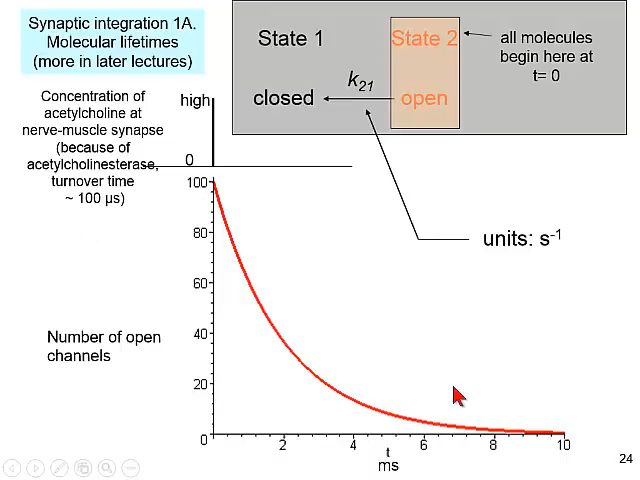 Synaptic integration 1A.
Molecular lifetimes
(more in later lectures)
State 1
State 2
all molecules
begin here at
t= 0
k21
closed
open
Concentration of
acetylcholine at
nerve-muscle synapse
(because of
acetylcholinesterase,
turnover time
~ 100 µs)
high
0
units: s-1
100
80
60
40
20
0
Number of open
channels
2
4
6
8
10
t
ms
24